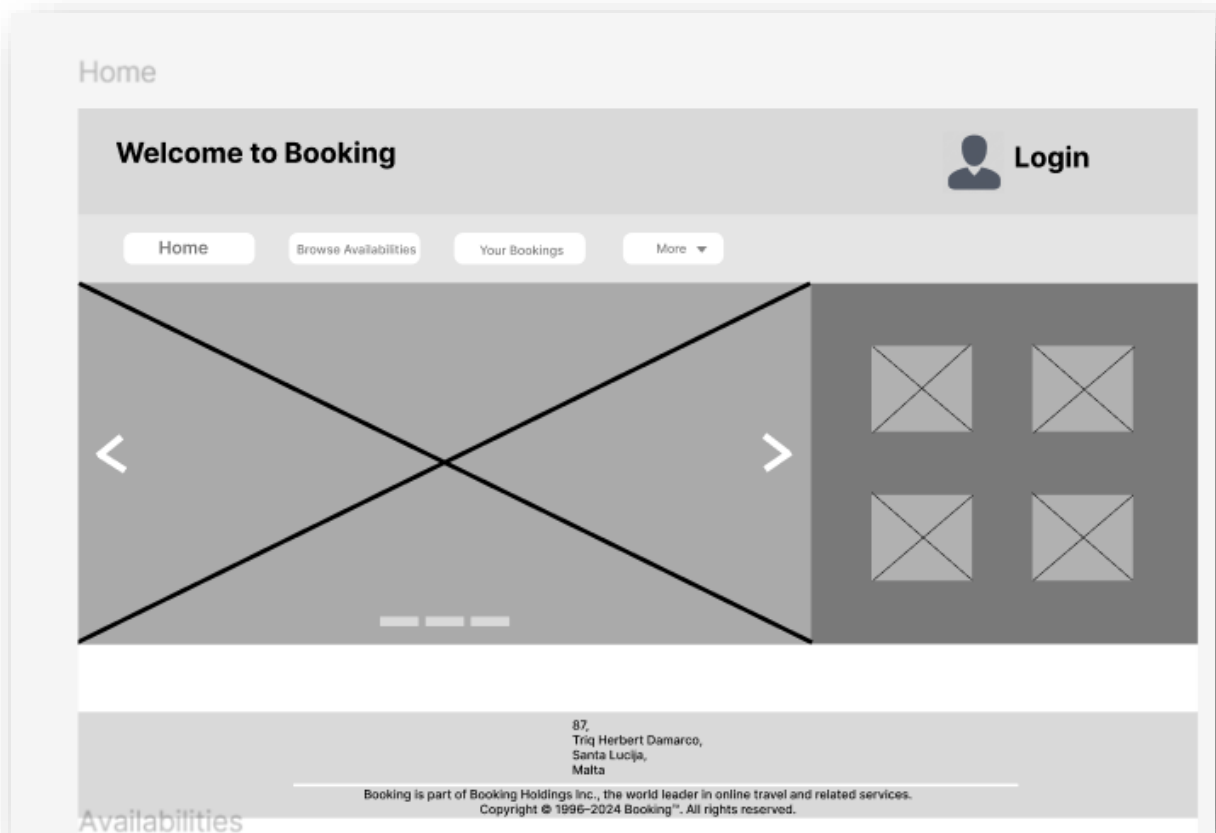 Home
Welcome to Booking
Login
Home
Browse Availabilities
Your Bookings
More
87,
Triq Herbert Damarco,
Santa Lucija,
Malta
Booking is part of Booking Holdings Inc., the world leader in online travel and related services.
Copyright © 1996–2024 Booking™. All rights reserved.
Availabilities